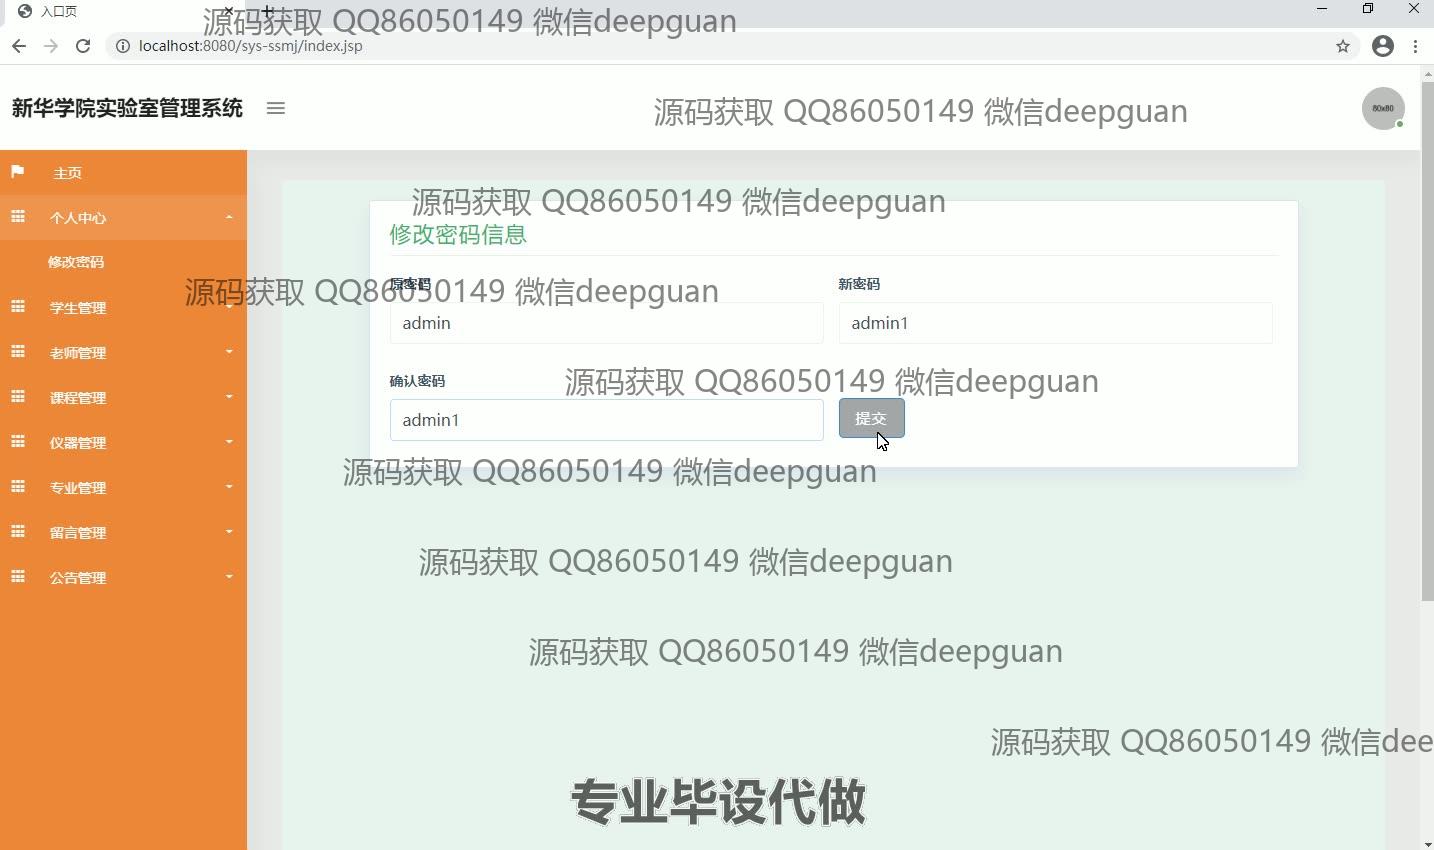 入口页
源码获取 QQ86050149 微信deepguan
localhost:8080/sys-ssmj/index.jsp
新华学院实验室管理系统
源码获取 QQ86050149 微信deepguan
80x80
主页
个人中心
修改密码
学生管理
老师管理
课程管理
仪器管理
专业管理
留言管理
公告管理
源码获取 QQ86050149 微信deepguan
修改密码信息
原密码
新密码
源码获取 QQ86050149 微信deepguan
admin
admin1
确认密码
源码获取 QQ86050149 微信deepguan
admin1
提交
源码获取 QQ86050149 微信deepguan
源码获取 QQ86050149 微信deepguan
源码获取 QQ86050149 微信deepguan
源码获取 QQ86050149 微信dee
专业毕设代做